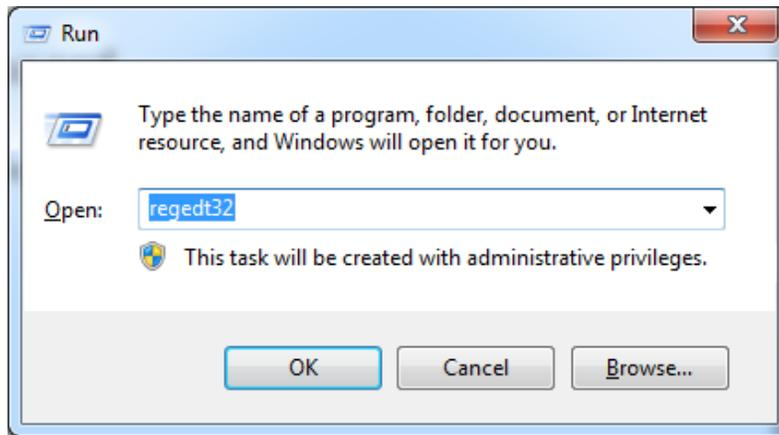 Run
Type the name of a program, folder, document, or Internet
resource, and Windows will open it for you.
Open: regedt32
This task will be created with administrative privileges.
OK Cancel Browse...